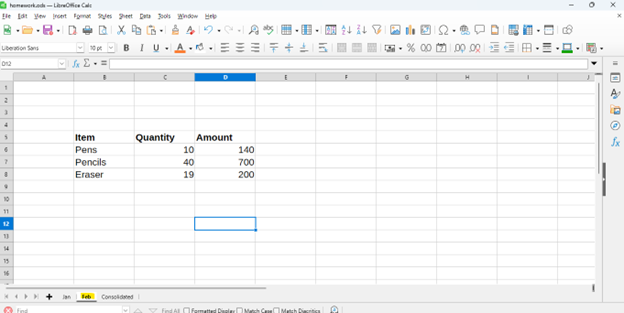 homework.ods — LibreOffice Calc
File Edit View Insert Format Styles Sheet Data Tools Window Help
Liberation Sans 10 pt
D12
A B C D E F G H I J
1
2
3
4
5 Item Quantity Amount
6 Pens 10 140
7 Pencils 40 700
8 Eraser 19 200
9
10
11
12
13
14
15
16
Jan Feb Consolidated
Find Find All Formatted Display Match Case Match Diacritics